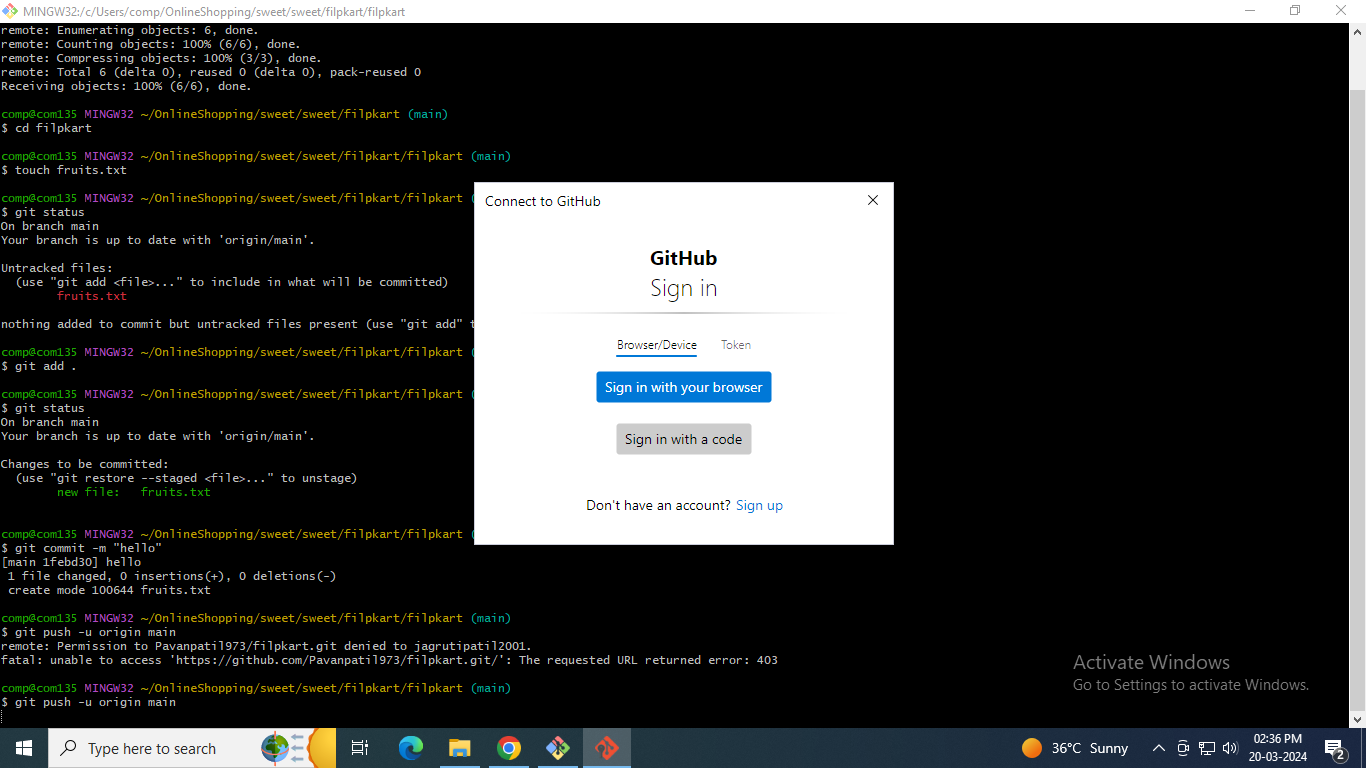 MINGW32:/c/Users/comp/OnlineShopping/sweet/sweet/filpkart/filpkart
remote: Enumerating objects: 6, done.
remote: Counting objects: 100% (6/6), done.
remote: Compressing objects: 100% (3/3), done.
remote: Total 6 (delta 0), reused 0 (delta 0), pack-reused 0
Receiving objects: 100% (6/6), done.
comp@com135 MINGW32 ~/OnlineShopping/sweet/sweet/filpkart (main)
$ cd filpkart
comp@com135 MINGW32 ~/OnlineShopping/sweet/sweet/filpkart/filpkart (main)
$ touch fruits.txt
comp@com135 MINGW32 ~/OnlineShopping/sweet/sweet/filpkart/filpkart (
$ git status
On branch main
Your branch is up to date with 'origin/main'.
Untracked files:
(use "git add <file>..." to include in what will be committed)
fruits.txt
nothing added to commit but untracked files present (use "git add" t
comp@com135 MINGW32 ~/OnlineShopping/sweet/sweet/filpkart/filpkart (
$ git add .
comp@com135 MINGW32 ~/OnlineShopping/sweet/sweet/filpkart/filpkart (
$ git status
On branch main
Your branch is up to date with 'origin/main'.
Changes to be committed:
(use "git restore --staged <file>..." to unstage)
new file:   fruits.txt
comp@com135 MINGW32 ~/OnlineShopping/sweet/sweet/filpkart/filpkart (
$ git commit -m "hello"
[main 1febd30] hello
1 file changed, 0 insertions(+), 0 deletions(-)
create mode 100644 fruits.txt
comp@com135 MINGW32 ~/OnlineShopping/sweet/sweet/filpkart/filpkart (main)
$ git push -u origin main
remote: Permission to Pavanpatil973/filpkart.git denied to jagrutipatil2001.
fatal: unable to access 'https://github.com/Pavanpatil973/filpkart.git/': The requested URL returned error: 403
comp@com135 MINGW32 ~/OnlineShopping/sweet/sweet/filpkart/filpkart (main)
$ git push -u origin main
Connect to GitHub
GitHub
Sign in
Browser/Device Token
Sign in with your browser
Sign in with a code
Don't have an account? Sign up
Activate Windows
Go to Settings to activate Windows.
Type here to search
36°C Sunny
02:36 PM
20-03-2024
2